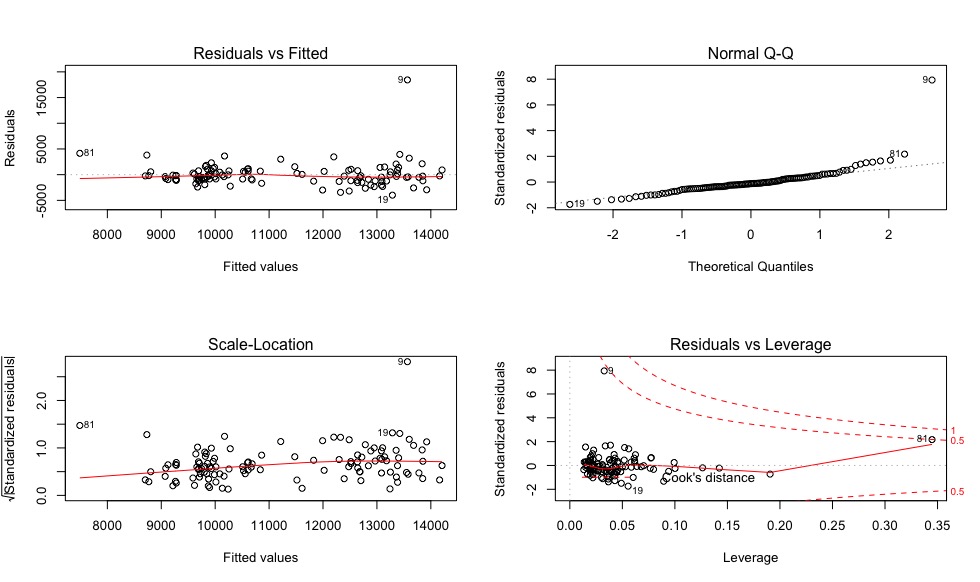 Residuals vs Fitted
Residuals
-5000 5000 15000
9
81
19
8000 9000 10000 11000 12000 13000 14000
Fitted values
Normal Q-Q
Standardized residuals
-2 0 2 4 6 8
9
81
19
-2 -1 0 1 2
Theoretical Quantiles
Scale-Location
√|Standardized residuals|
0.0 1.0 2.0
9
81
19
8000 9000 10000 11000 12000 13000 14000
Fitted values
Residuals vs Leverage
Standardized residuals
-2 0 2 4 6 8
9
1
81
0.5
Cook's distance
19
0.5
0.00 0.05 0.10 0.15 0.20 0.25 0.30 0.35
Leverage